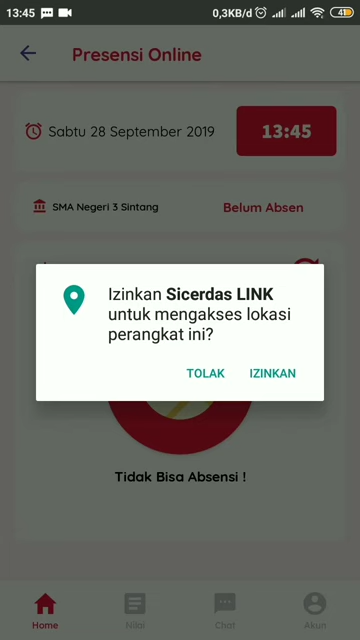 13:45
0,3KB/d
41
Presensi Online
Sabtu 28 September 2019
13:45
SMA Negeri 3 Sintang
Belum Absen
Izinkan Sicerdas LINK
untuk mengakses lokasi
perangkat ini?
TOLAK
IZINKAN
Tidak Bisa Absensi !
Home
Nilai
Chat
Akun